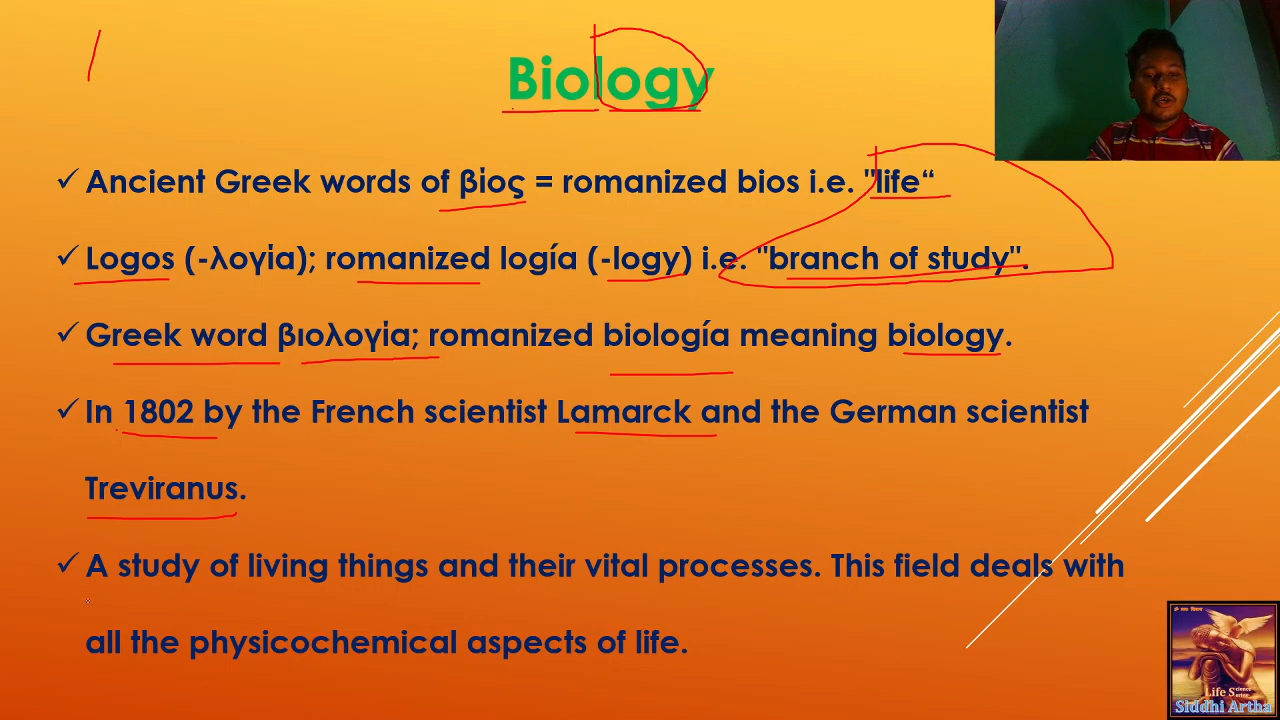 Biology
✓ Ancient Greek words of βίος = romanized bios i.e. "life“
✓ Logos (-λογία); romanized logía (-logy) i.e. "branch of study".
✓ Greek word βιολογία; romanized biología meaning biology.
✓ In 1802 by the French scientist Lamarck and the German scientist
Treviranus.
✓ A study of living things and their vital processes. This field deals with
all the physicochemical aspects of life.
Life Science
Series
Siddhi Artha